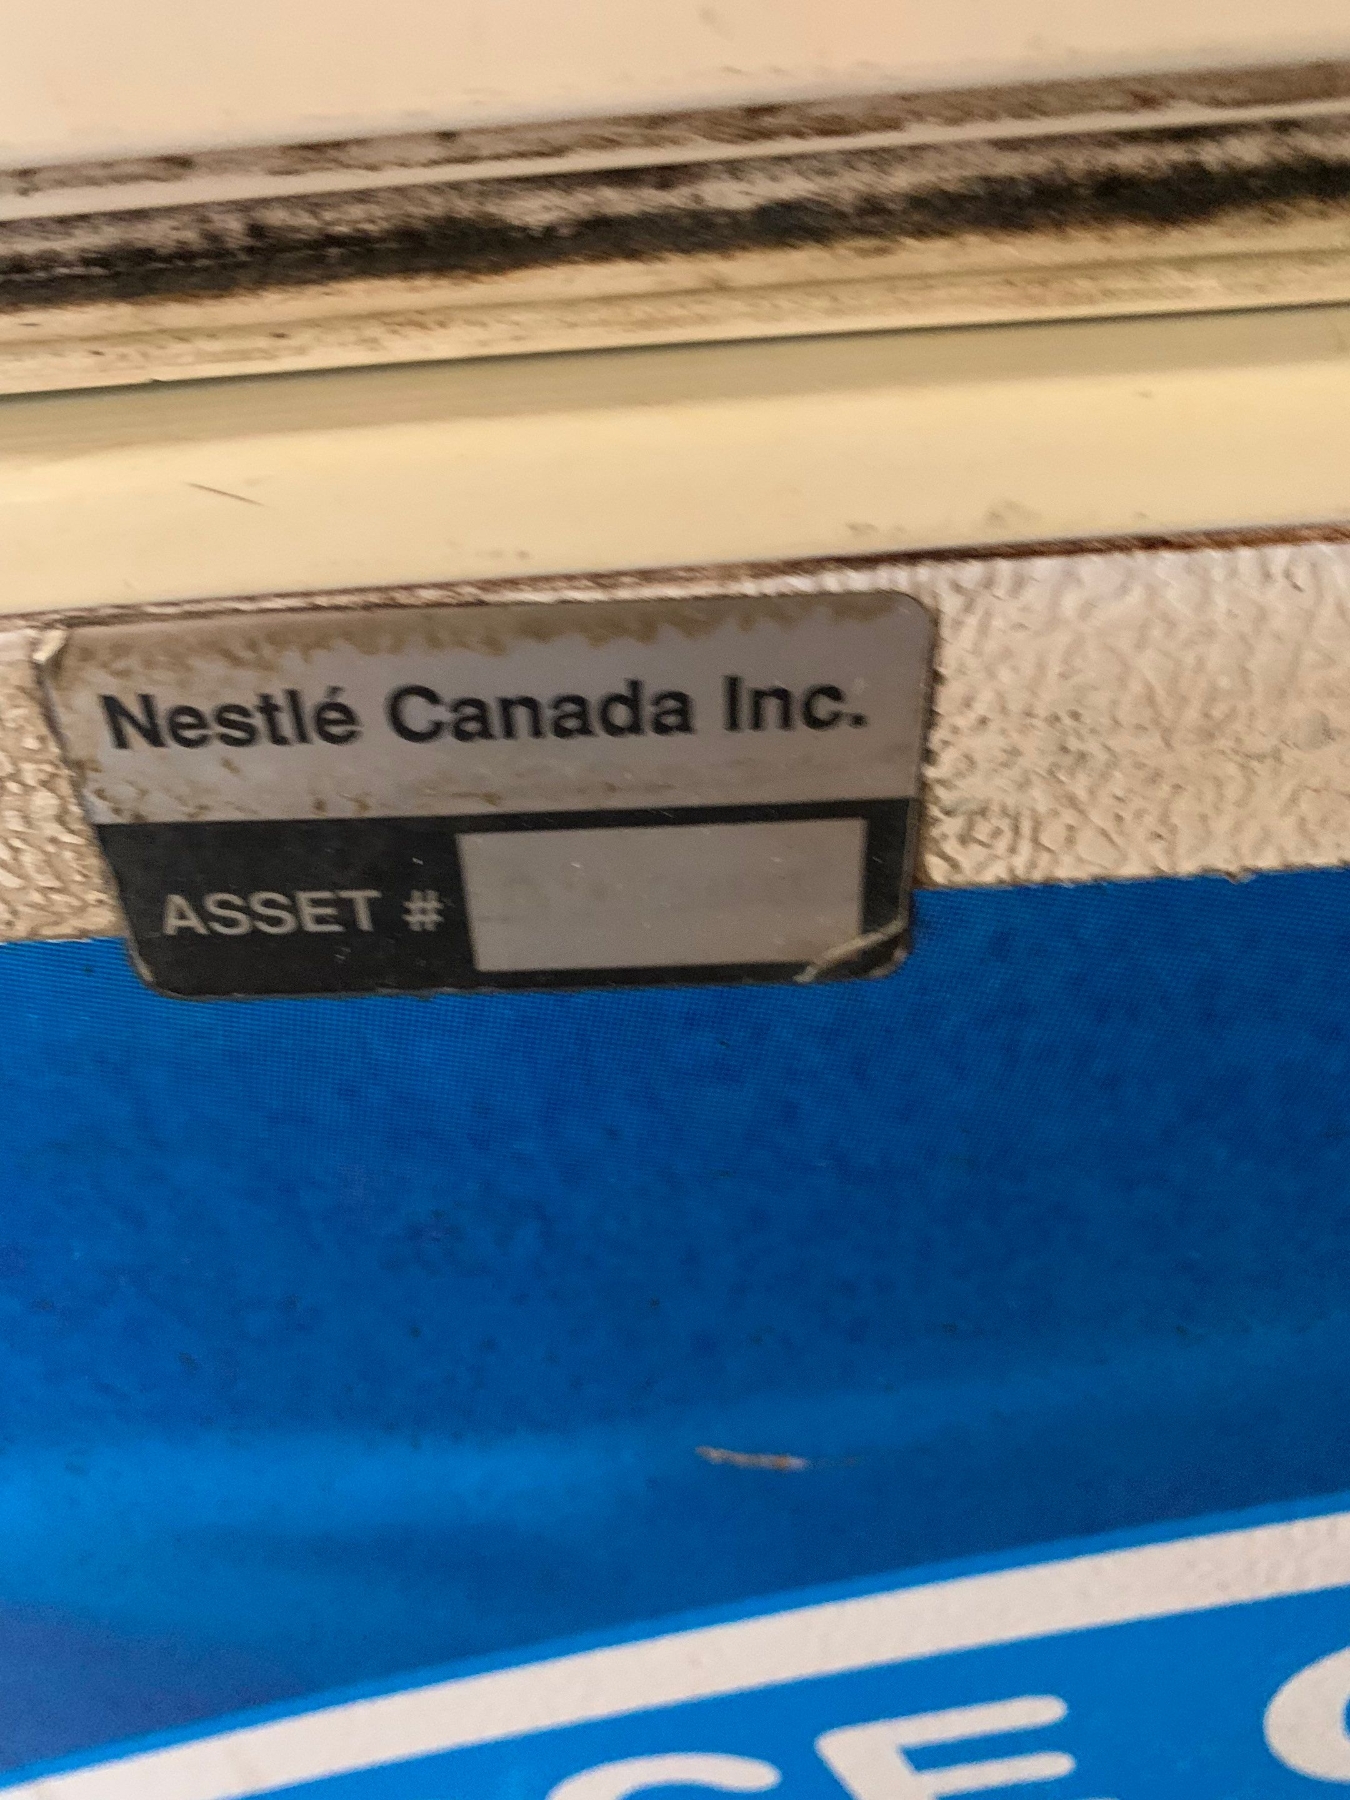 Nestlé Canada Inc.
ASSET #